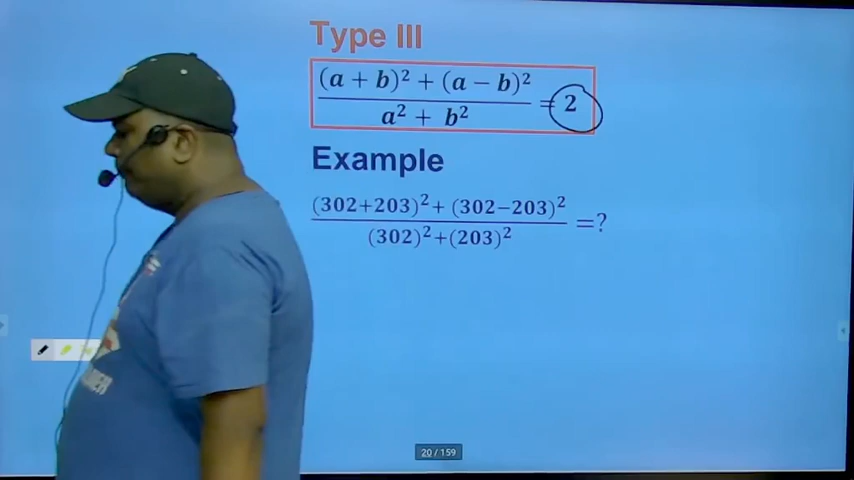 Type III
(a + b)² + (a − b)² / a² + b² = 2
Example
(302+203)² + (302−203)² / (302)²+(203)² =?
20 / 159